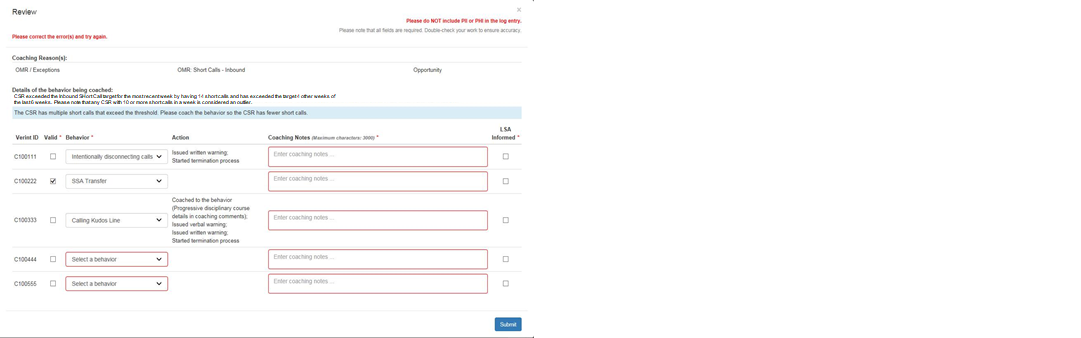 Review
×
Please do NOT include PII or PHI in the log entry.
Please note that all fields are required. Double-check your work to ensure accuracy.
Please correct the error(s) and try again.
Coaching Reason(s):
OMR / Exceptions OMR: Short Calls - Inbound Opportunity
Details of the behavior being coached:
CSR exceeded the Inbound SHort Call target for the most recent week by having 14 short calls and has exceeded the target 4 other weeks of
the last 6 weeks. Please note that any CSR with 10 or more short calls in a week is considered an outlier.
The CSR has multiple short calls that exceed the threshold. Please coach the behavior so the CSR has fewer short calls.
Verint ID Valid * Behavior * Action Coaching Notes (Maximum characters: 3000) * LSA Informed *
C100111 Intentionally disconnecting calls Issued written warning; Enter coaching notes ...
Started termination process
C100222 SSA Transfer Enter coaching notes ...
Coached to the behavior
(Progressive disciplinary course
details in coaching comments);
C100333 Calling Kudos Line Issued verbal warning; Enter coaching notes ...
Issued written warning;
Started termination process
C100444 Select a behavior Enter coaching notes ...
C100555 Select a behavior Enter coaching notes ...
Submit